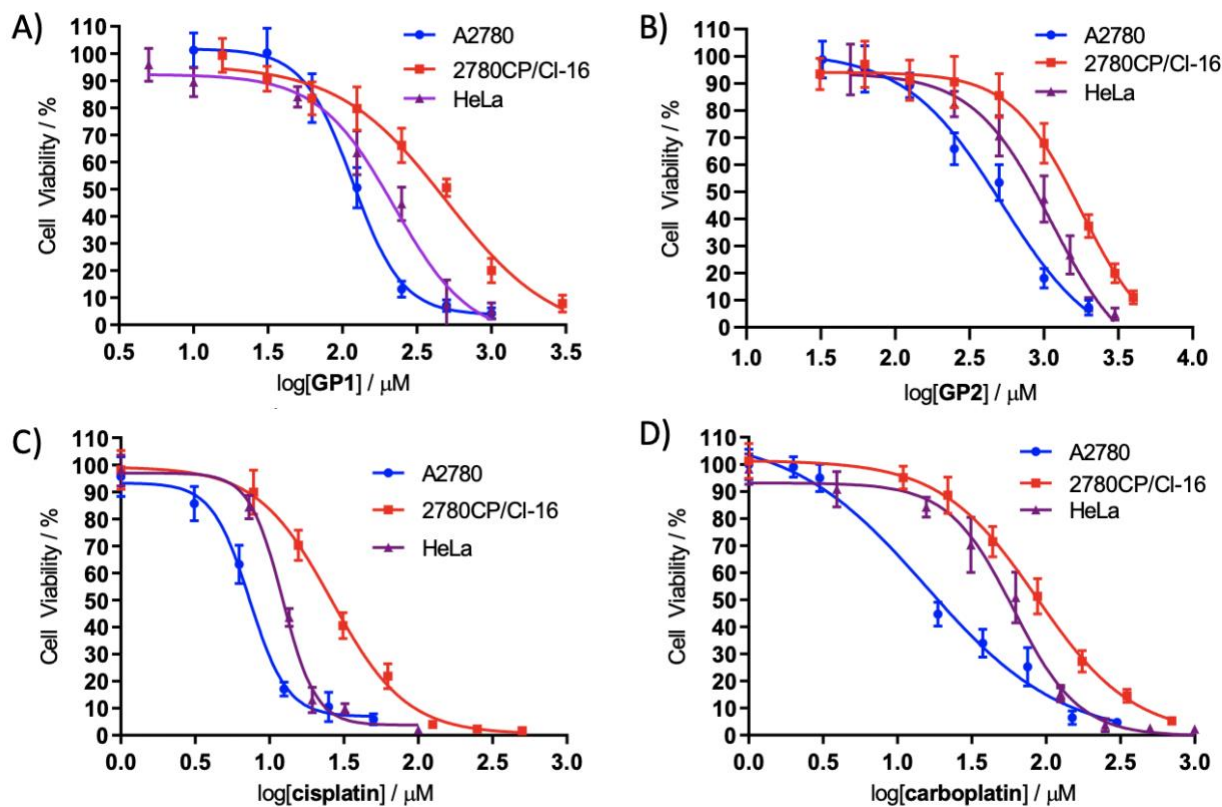 A)
110
100
90
80
70
60
50
40
30
20
10
0
Cell Viability / %
A2780
2780CP/Cl-16
HeLa
0.5 1.0 1.5 2.0 2.5 3.0 3.5
log[GP1] / μM
B)
110
100
90
80
70
60
50
40
30
20
10
0
Cell Viability / %
A2780
2780CP/Cl-16
HeLa
1.0 1.5 2.0 2.5 3.0 3.5 4.0
log[GP2] / μM
C)
110
100
90
80
70
60
50
40
30
20
10
0
Cell Viability / %
A2780
2780CP/Cl-16
HeLa
0.0 0.5 1.0 1.5 2.0 2.5 3.0
log[cisplatin] / μM
D)
110
100
90
80
70
60
50
40
30
20
10
0
Cell Viability / %
A2780
2780CP/Cl-16
HeLa
0.0 0.5 1.0 1.5 2.0 2.5 3.0
log[carboplatin] / μM